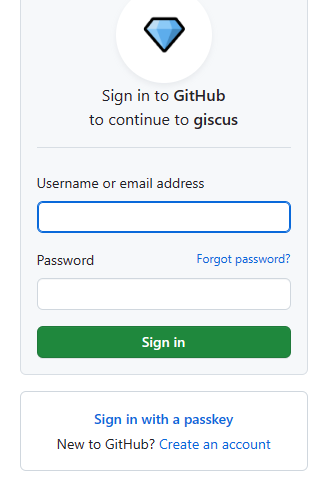 Sign in to GitHub
to continue to giscus
Username or email address
Password
Forgot password?
Sign in
Sign in with a passkey
New to GitHub? Create an account